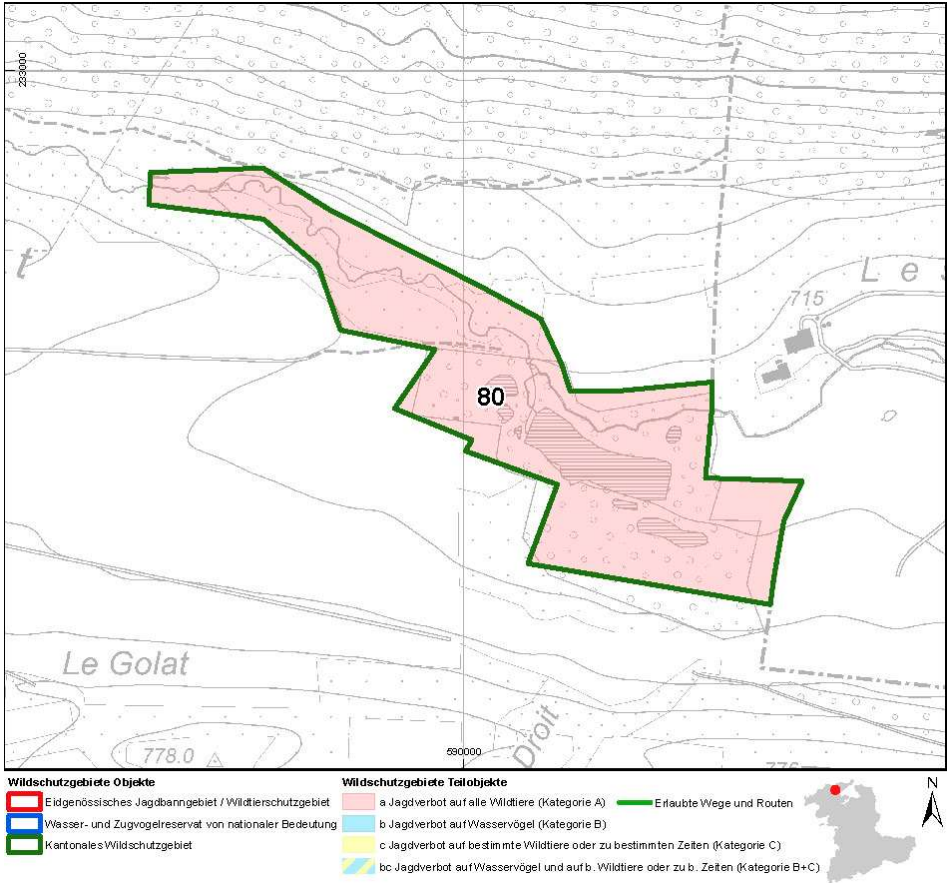 233000
t
Le
715
80
Le Golat
Droit
590000
778.0
Wildschutzgebiete Objekte
Eidgenössisches Jagdbanngebiet / Wildtierschutzgebiet
Wasser- und Zugvogelreservat von nationaler Bedeutung
Kantonales Wildschutzgebiet
Wildschutzgebiete Teilobjekte
a Jagdverbot auf alle Wildtiere (Kategorie A)
b Jagdverbot auf Wasservögel (Kategorie B)
c Jagdverbot auf bestimmte Wildtiere oder zu bestimmten Zeiten (Kategorie C)
bc Jagdverbot auf Wasservögel und auf b. Wildtiere oder zu b. Zeiten (Kategorie B+C)
Erlaubte Wege und Routen
N